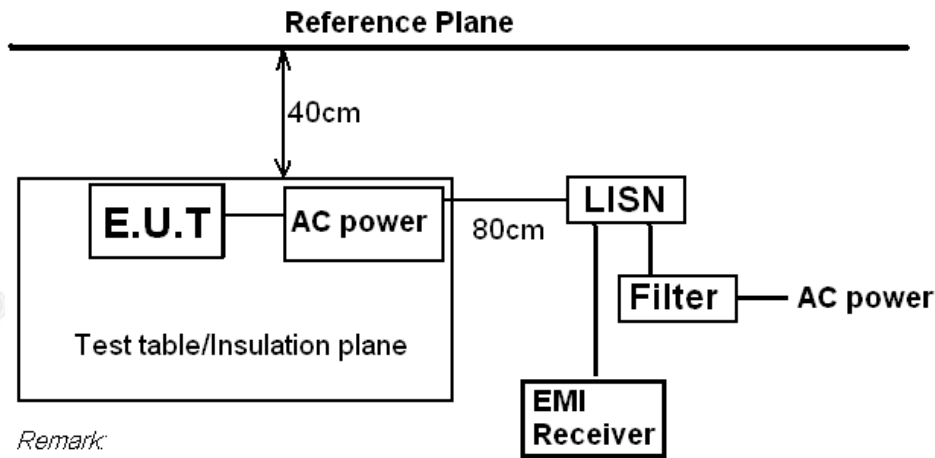 Reference Plane
40cm
E.U.T
AC power
80cm
LISN
Filter
AC power
Test table/Insulation plane
EMI
Receiver
Remark: